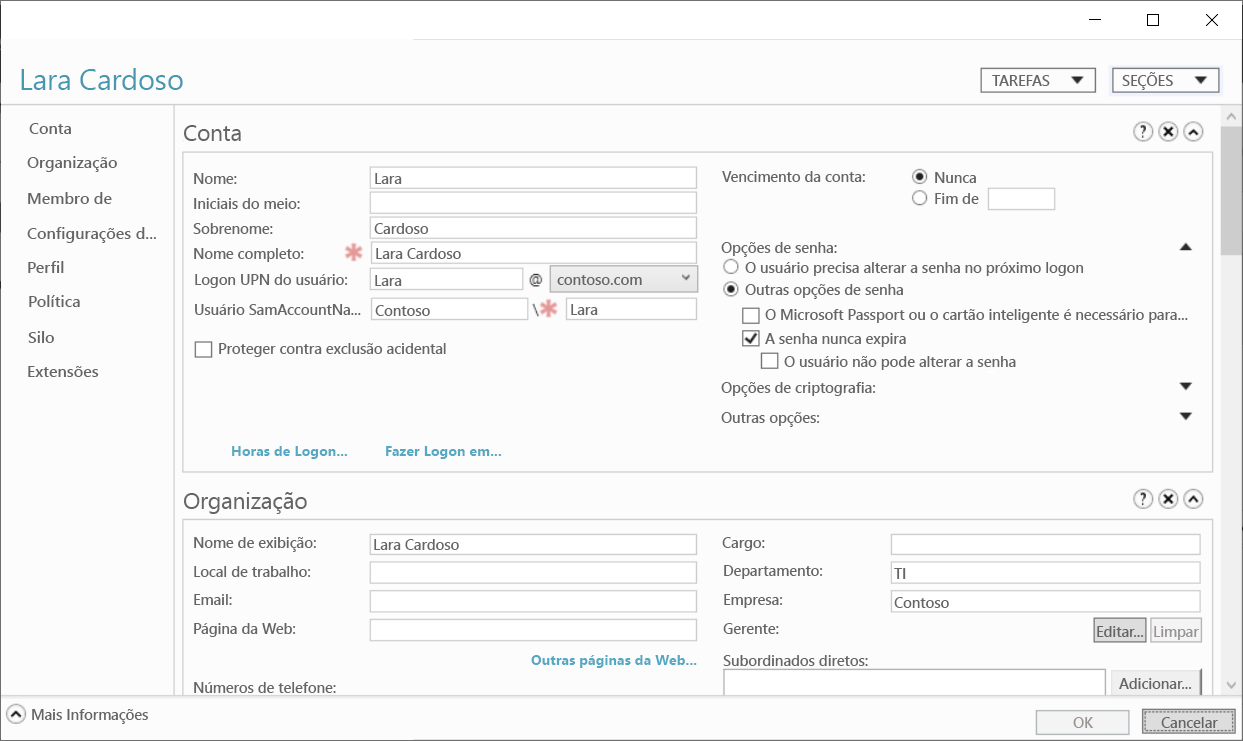 Lara Cardoso
TAREFAS
SEÇÕES
Conta
Organização
Membro de
Configurações d...
Perfil
Política
Silo
Extensões
Conta
?
Nome:
Lara
Iniciais do meio:
Sobrenome:
Cardoso
Nome completo:
Lara Cardoso
Logon UPN do usuário:
Lara
@
contoso.com
Usuário SamAccountNa...
Contoso
\
Lara
Proteger contra exclusão acidental
Horas de Logon...
Fazer Logon em...
Vencimento da conta:
Nunca
Fim de
Opções de senha:
O usuário precisa alterar a senha no próximo logon
Outras opções de senha
O Microsoft Passport ou o cartão inteligente é necessário para...
A senha nunca expira
O usuário não pode alterar a senha
Opções de criptografia:
Outras opções:
Organização
?
Nome de exibição:
Lara Cardoso
Local de trabalho:
Email:
Página da Web:
Outras páginas da Web...
Números de telefone:
Cargo:
Departamento:
TI
Empresa:
Contoso
Gerente:
Editar...
Limpar
Subordinados diretos:
Adicionar...
Mais Informações
OK
Cancelar